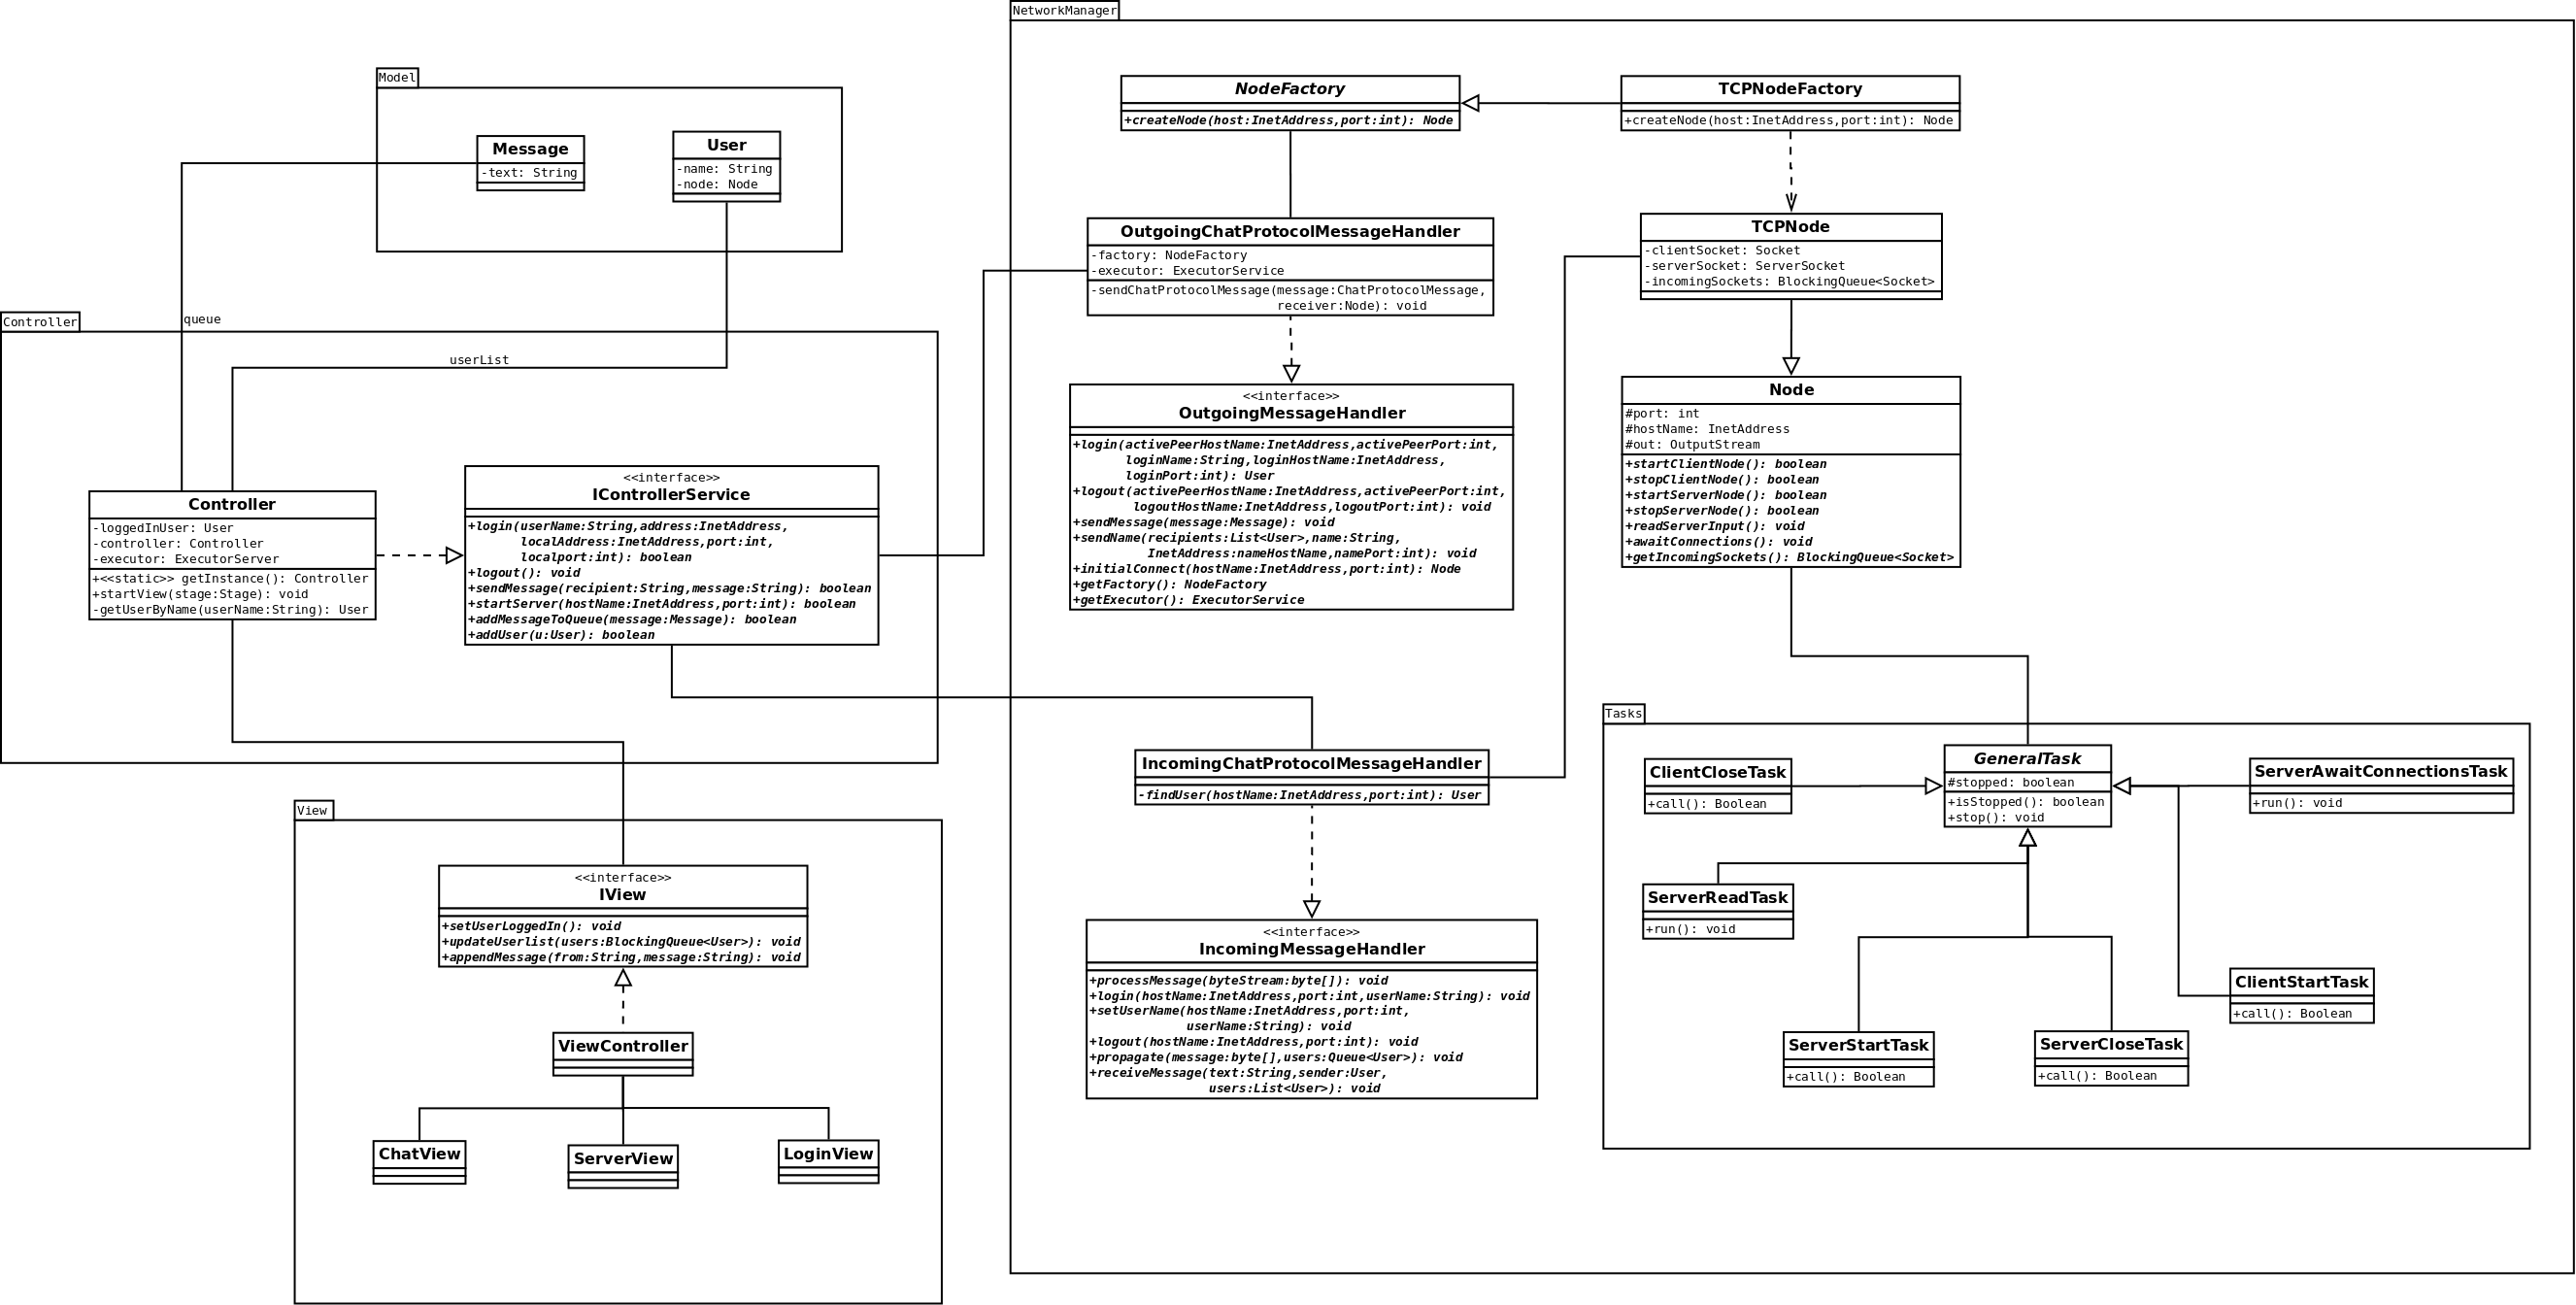 NetworkManager
Model
Message
-text: String
User
-name: String
-node: Node
queue
Controller
userList
Controller
-loggedInUser: User
-controller: Controller
-executor: ExecutorServer
+<<static>> getInstance(): Controller
+startView(stage:Stage): void
-getUserByName(userName:String): User
<<interface>>
IControllerService
+login(userName:String,address:InetAddress,
localAddress:InetAddress,port:int,
localport:int): boolean
+logout(): void
+sendMessage(recipient:String,message:String): boolean
+startServer(hostName:InetAddress,port:int): boolean
+addMessageToQueue(message:Message): boolean
+addUser(u:User): boolean
View
<<interface>>
IView
+setUserLoggedIn(): void
+updateUserlist(users:BlockingQueue<User>): void
+appendMessage(from:String,message:String): void
ViewController
ChatView
ServerView
LoginView
NodeFactory
+createNode(host:InetAddress,port:int): Node
TCPNodeFactory
+createNode(host:InetAddress,port:int): Node
OutgoingChatProtocolMessageHandler
-factory: NodeFactory
-executor: ExecutorService
-sendChatProtocolMessage(message:ChatProtocolMessage,
receiver:Node): void
TCPNode
-clientSocket: Socket
-serverSocket: ServerSocket
-incomingSockets: BlockingQueue<Socket>
<<interface>>
OutgoingMessageHandler
+login(activePeerHostName:InetAddress,activePeerPort:int,
loginName:String,loginHostName:InetAddress,
loginPort:int): User
+logout(activePeerHostName:InetAddress,activePeerPort:int,
logoutHostName:InetAddress,logoutPort:int): void
+sendMessage(message:Message): void
+sendName(recipients:List<User>,name:String,
InetAddress:nameHostName,namePort:int): void
+initialConnect(hostName:InetAddress,port:int): Node
+getFactory(): NodeFactory
+getExecutor(): ExecutorService
Node
#port: int
#hostName: InetAddress
#out: OutputStream
+startClientNode(): boolean
+stopClientNode(): boolean
+startServerNode(): boolean
+stopServerNode(): boolean
+readServerInput(): void
+awaitConnections(): void
+getIncomingSockets(): BlockingQueue<Socket>
IncomingChatProtocolMessageHandler
-findUser(hostName:InetAddress,port:int): User
<<interface>>
IncomingMessageHandler
+processMessage(byteStream:byte[]): void
+login(hostName:InetAddress,port:int,userName:String): void
+setUserName(hostName:InetAddress,port:int,
userName:String): void
+logout(hostName:InetAddress,port:int): void
+propagate(message:byte[],users:Queue<User>): void
+receiveMessage(text:String,sender:User,
users:List<User>): void
Tasks
ClientCloseTask
+call(): Boolean
GeneralTask
#stopped: boolean
+isStopped(): boolean
+stop(): void
ServerAwaitConnectionsTask
+run(): void
ServerReadTask
+run(): void
ClientStartTask
+call(): Boolean
ServerStartTask
+call(): Boolean
ServerCloseTask
+call(): Boolean